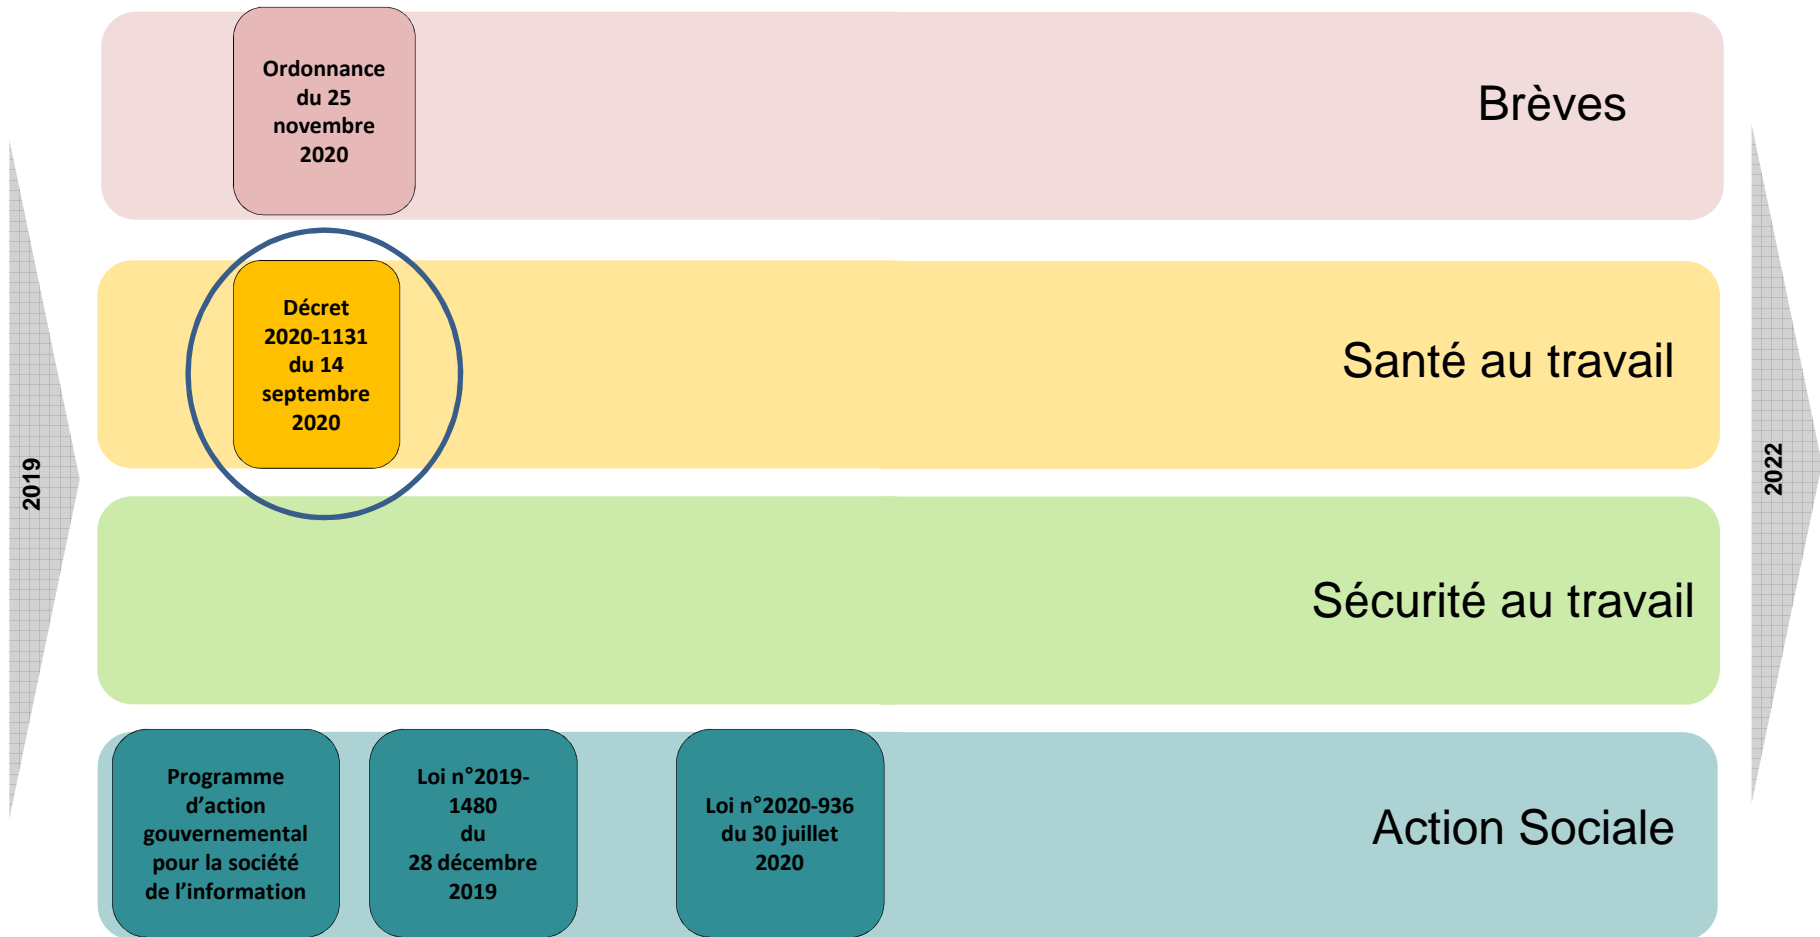 Ordonnance
du 25
novembre
2020
Brèves
Décret
2020-1131
du 14
septembre
2020
Santé au travail
2019
2022
Sécurité au travail
Programme
d’action
gouvernemental
pour la société
de l’information
Loi n°2019-
1480
du
28 décembre
2019
Loi n°2020-936
du 30 juillet
2020
Action Sociale